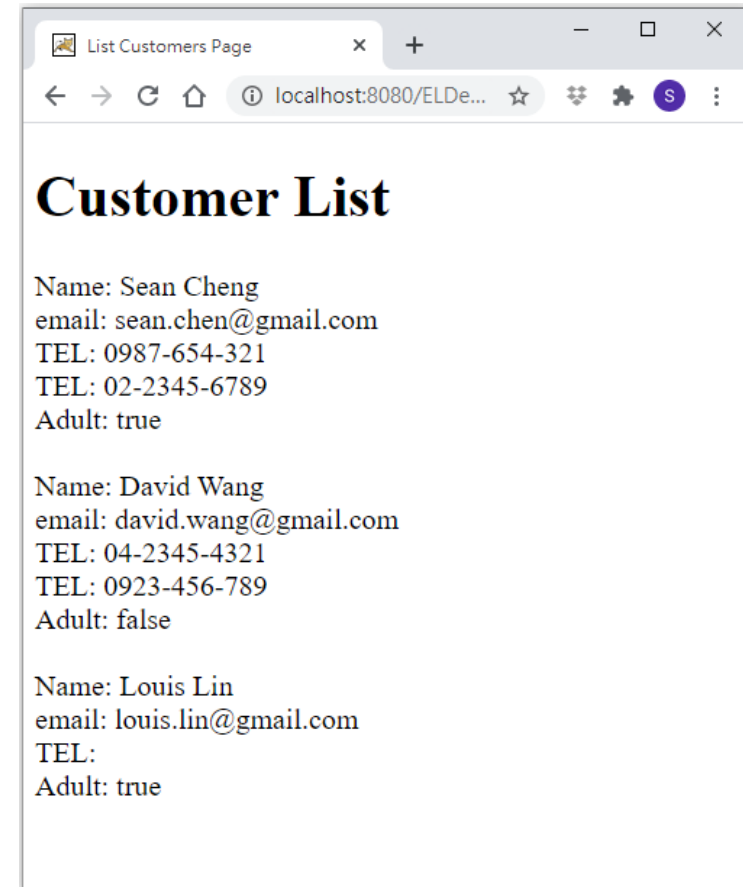 List Customers Page
localhost:8080/ELDe...
S
Customer List
Name: Sean Cheng
email: sean.chen@gmail.com
TEL: 0987-654-321
TEL: 02-2345-6789
Adult: true
Name: David Wang
email: david.wang@gmail.com
TEL: 04-2345-4321
TEL: 0923-456-789
Adult: false
Name: Louis Lin
email: louis.lin@gmail.com
TEL:
Adult: true